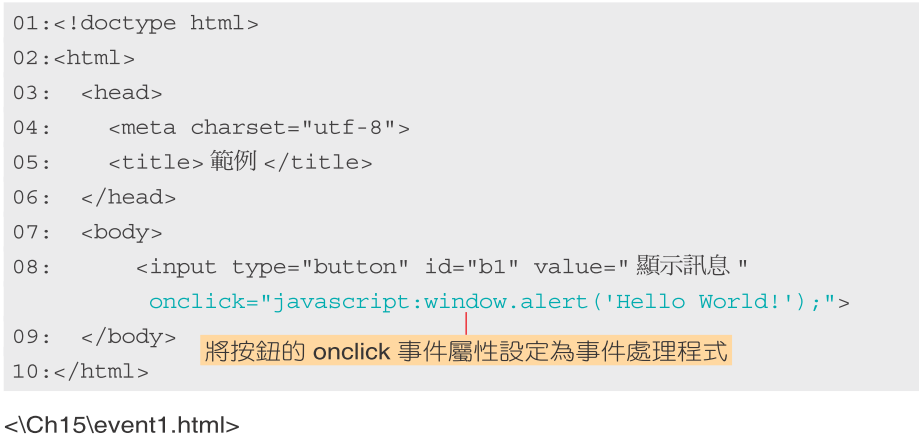 01:<!doctype html>
02:<html>
03:  <head>
04:    <meta charset="utf-8">
05:    <title> 範例 </title>
06:  </head>
07:  <body>
08:      <input type="button" id="b1" value=" 顯示訊息 "
       onclick="javascript:window.alert('Hello World!');">
09:  </body>
將按鈕的 onclick 事件屬性設定為事件處理程式
10:</html>
<\Ch15\event1.html>